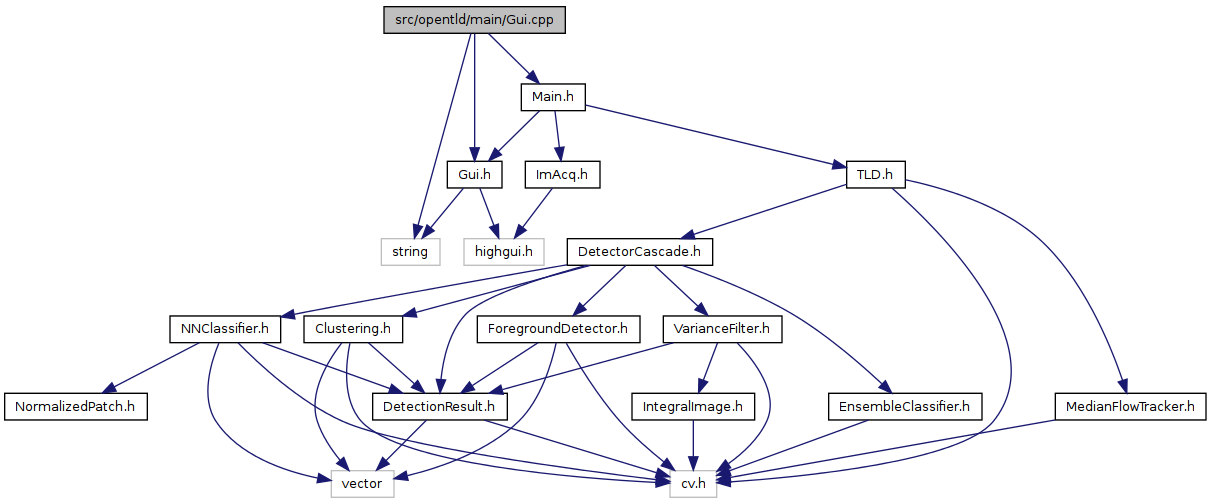 src/opentld/main/Gui.cpp
Main.h
Gui.h
ImAcq.h
TLD.h
string
highgui.h
DetectorCascade.h
NNClassifier.h
Clustering.h
ForegroundDetector.h
VarianceFilter.h
NormalizedPatch.h
DetectionResult.h
IntegralImage.h
EnsembleClassifier.h
MedianFlowTracker.h
vector
cv.h